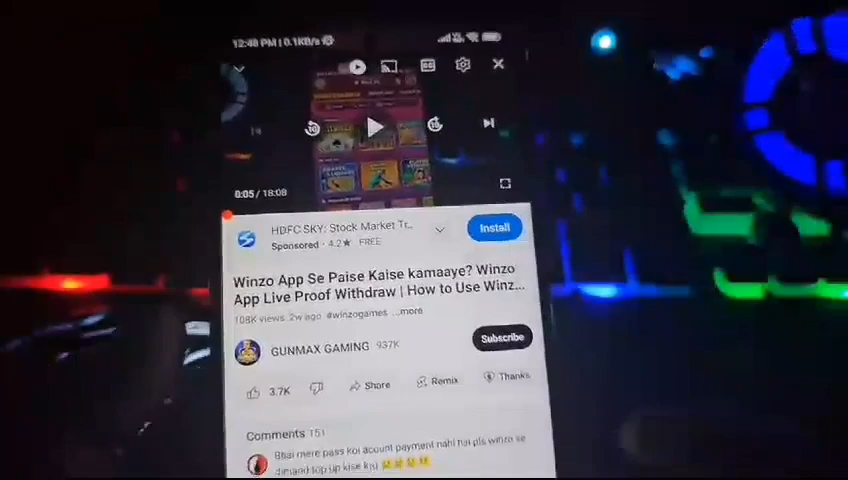 12:48 PM | 0.1KB/s
10
10
0:05 / 18:08
HDFC SKY: Stock Market Tr...
Sponsored · 4.2★ FREE
Install
Winzo App Se Paise Kaise kamaaye? Winzo
App Live Proof Withdraw | How to Use Winz...
108K views 2w ago #winzogames ...more
GUNMAX GAMING 937K
Subscribe
3.7K
Share
Remix
Thanks
Comments 151
Bhai mere pass koi acount payment nahi hai pls winzo se